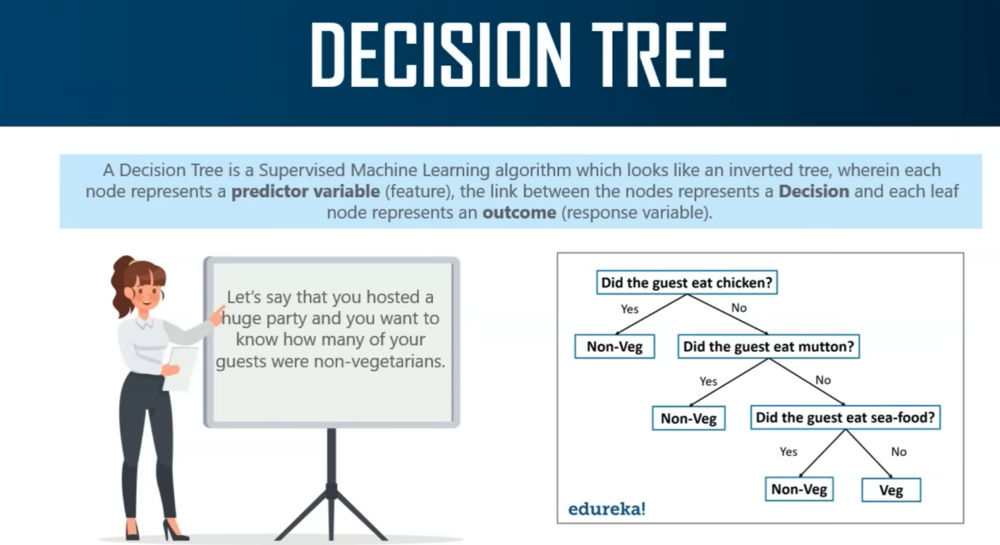 DECISION TREE
A Decision Tree is a Supervised Machine Learning algorithm which looks like an inverted tree, wherein each
node represents a predictor variable (feature), the link between the nodes represents a Decision and each leaf
node represents an outcome (response variable).
Let's say that you hosted a
huge party and you want to
know how many of your
guests were non-vegetarians.
Did the guest eat chicken?
Yes No
Non-Veg Did the guest eat mutton?
Yes No
Non-Veg Did the guest eat sea-food?
Yes No
Non-Veg Veg
edureka!